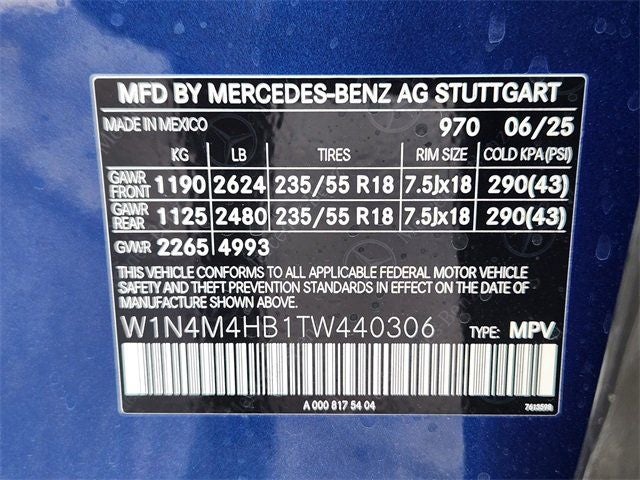 MFD BY MERCEDES-BENZ AG STUTTGART
MADE IN MEXICO 970 06/25
KG LB TIRES RIM SIZE COLD KPA(PSI)
GAWR FRONT 1190 2624 235/55 R18 7.5Jx18 290(43)
GAWR REAR 1125 2480 235/55 R18 7.5Jx18 290(43)
GVWR 2265 4993
THIS VEHICLE CONFORMS TO ALL APPLICABLE FEDERAL MOTOR VEHICLE
SAFETY AND THEFT PREVENTION STANDARDS IN EFFECT ON THE DATE OF
MANUFACTURE SHOWN ABOVE.
W1N4M4HB1TW440306 TYPE: MPV
A 000 817 54 04